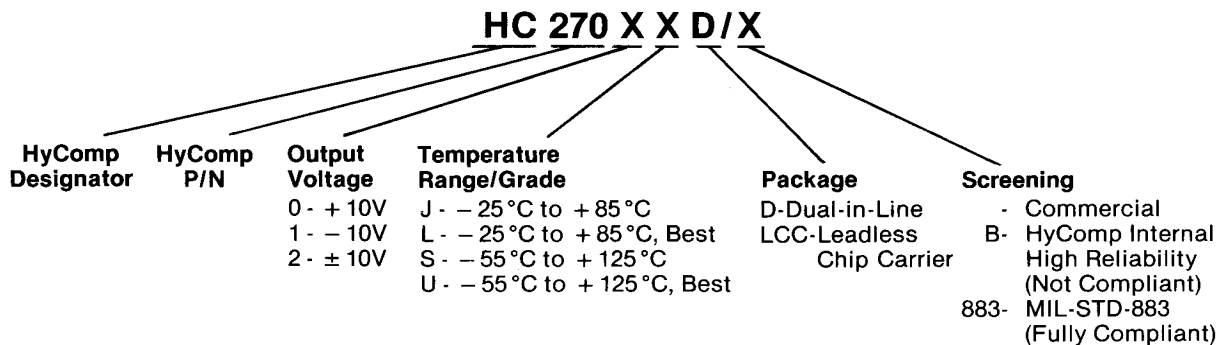 HC 270 X X D/X
HyComp
Designator
HyComp
P/N
Output
Voltage
0 - + 10V
1 - − 10V
2 - ± 10V
Temperature
Range/Grade
J - − 25°C to + 85°C
L - − 25°C to + 85°C, Best
S - − 55°C to + 125°C
U - − 55°C to + 125°C, Best
Package
D-Dual-in-Line
LCC-Leadless
Chip Carrier
Screening
- Commercial
B- HyComp Internal
High Reliability
(Not Compliant)
883- MIL-STD-883
(Fully Compliant)